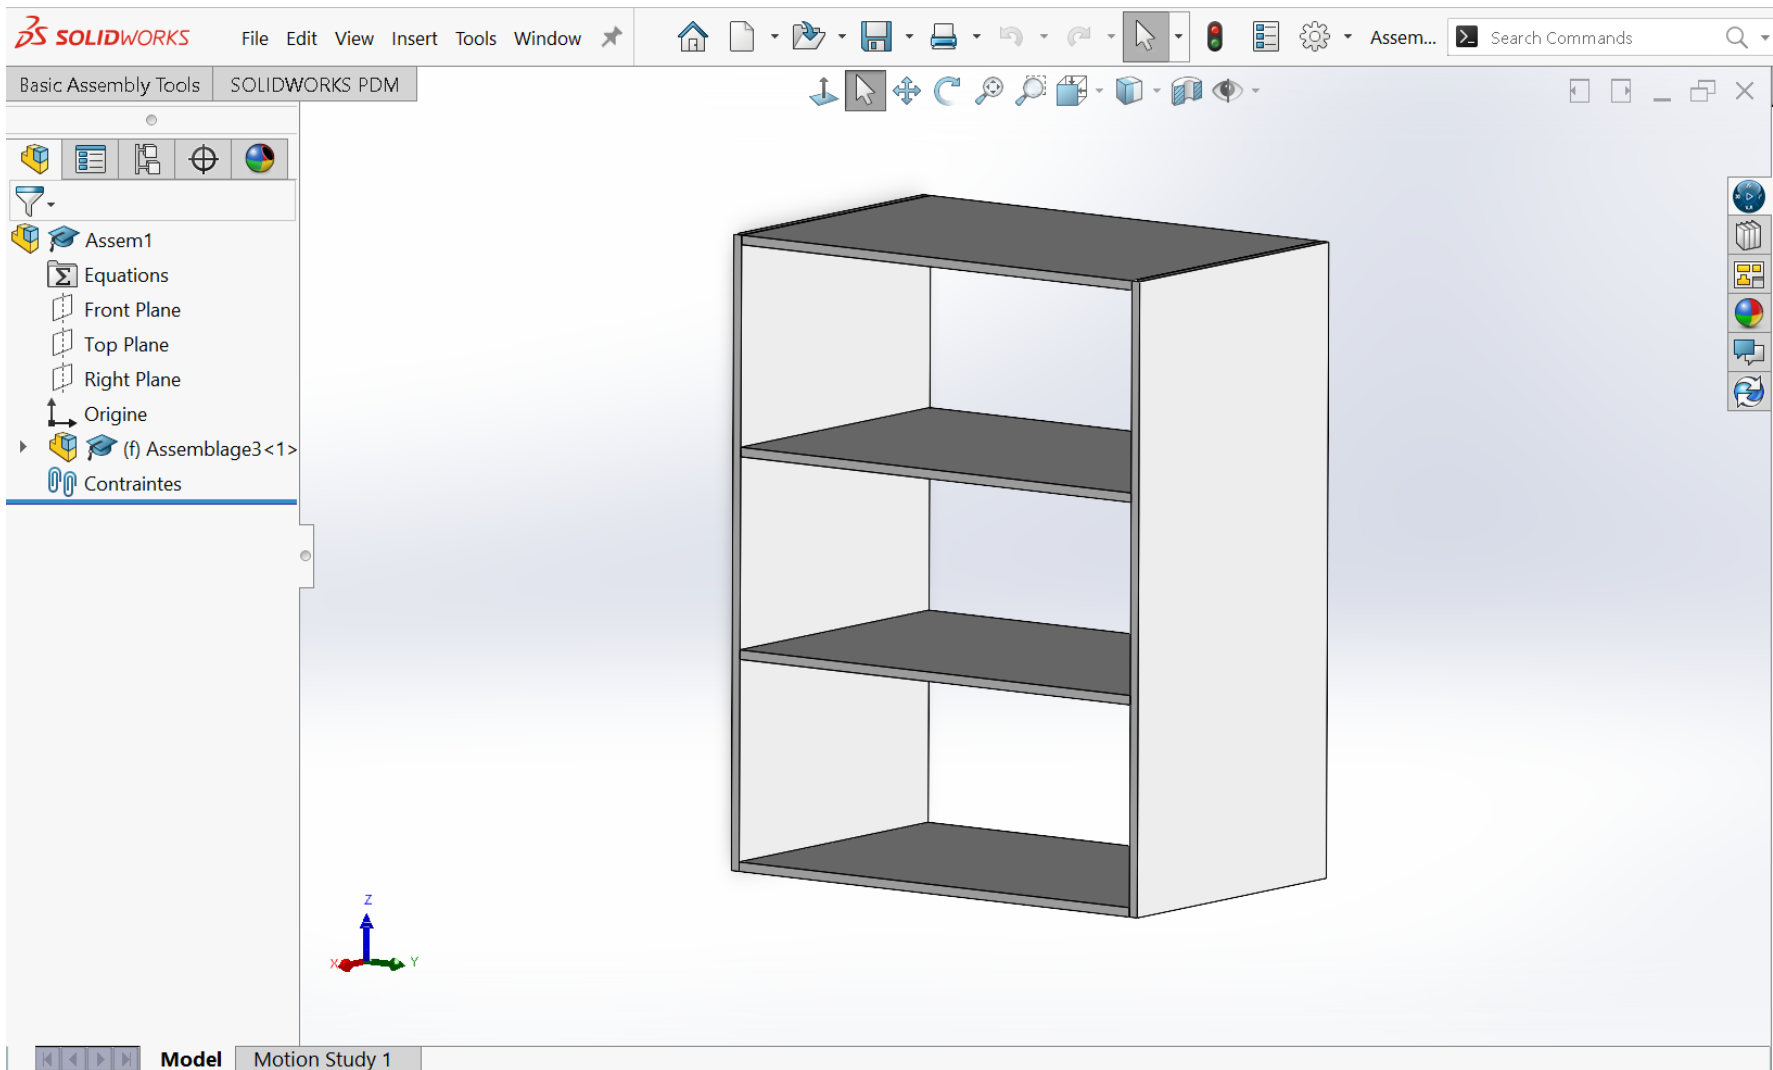 SOLIDWORKS File Edit View Insert Tools Window Assem... Search Commands
Basic Assembly Tools SOLIDWORKS PDM
Assem1
Equations
Front Plane
Top Plane
Right Plane
Origine
(f) Assemblage3<1>
Contraintes
Z
X Y
Model Motion Study 1